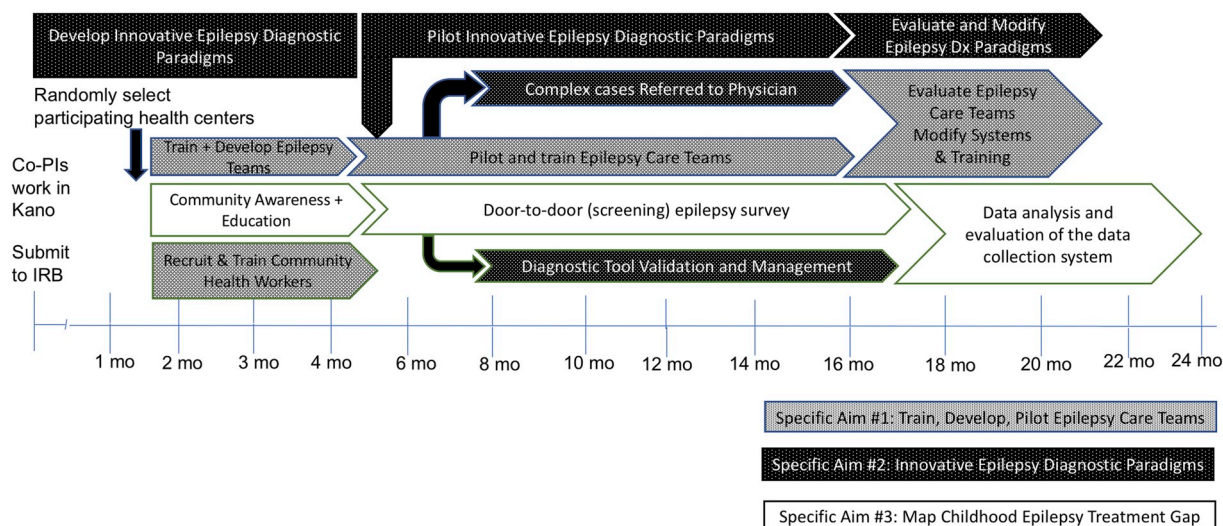 Develop Innovative Epilepsy Diagnostic
Paradigms
Pilot Innovative Epilepsy Diagnostic Paradigms
Evaluate and Modify
Epilepsy Dx Paradigms
Randomly select
participating health centers
Complex cases Referred to Physician
Evaluate Epilepsy
Care Teams
Modify Systems
& Training
Train + Develop Epilepsy
Teams
Pilot and train Epilepsy Care Teams
Co-PIs
work in
Kano
Community Awareness +
Education
Door-to-door (screening) epilepsy survey
Data analysis and
evaluation of the data
collection system
Submit
to IRB
Recruit & Train Community
Health Workers
Diagnostic Tool Validation and Management
1 mo
2 mo
3 mo
4 mo
6 mo
8 mo
10 mo
12 mo
14 mo
16 mo
18 mo
20 mo
22 mo
24 mo
Specific Aim #1: Train, Develop, Pilot Epilepsy Care Teams
Specific Aim #2: Innovative Epilepsy Diagnostic Paradigms
Specific Aim #3: Map Childhood Epilepsy Treatment Gap